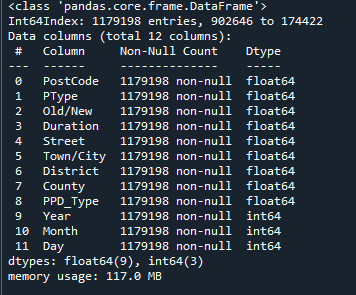 <class 'pandas.core.frame.DataFrame'>
Int64Index: 1179198 entries, 902646 to 174422
Data columns (total 12 columns):
 #   Column     Non-Null Count    Dtype
---  ------     --------------    -----
 0   PostCode   1179198 non-null  float64
 1   PType      1179198 non-null  float64
 2   Old/New    1179198 non-null  float64
 3   Duration   1179198 non-null  float64
 4   Street     1179198 non-null  float64
 5   Town/City  1179198 non-null  float64
 6   District   1179198 non-null  float64
 7   County     1179198 non-null  float64
 8   PPD_Type   1179198 non-null  float64
 9   Year       1179198 non-null  int64
 10  Month      1179198 non-null  int64
 11  Day        1179198 non-null  int64
dtypes: float64(9), int64(3)
memory usage: 117.0 MB